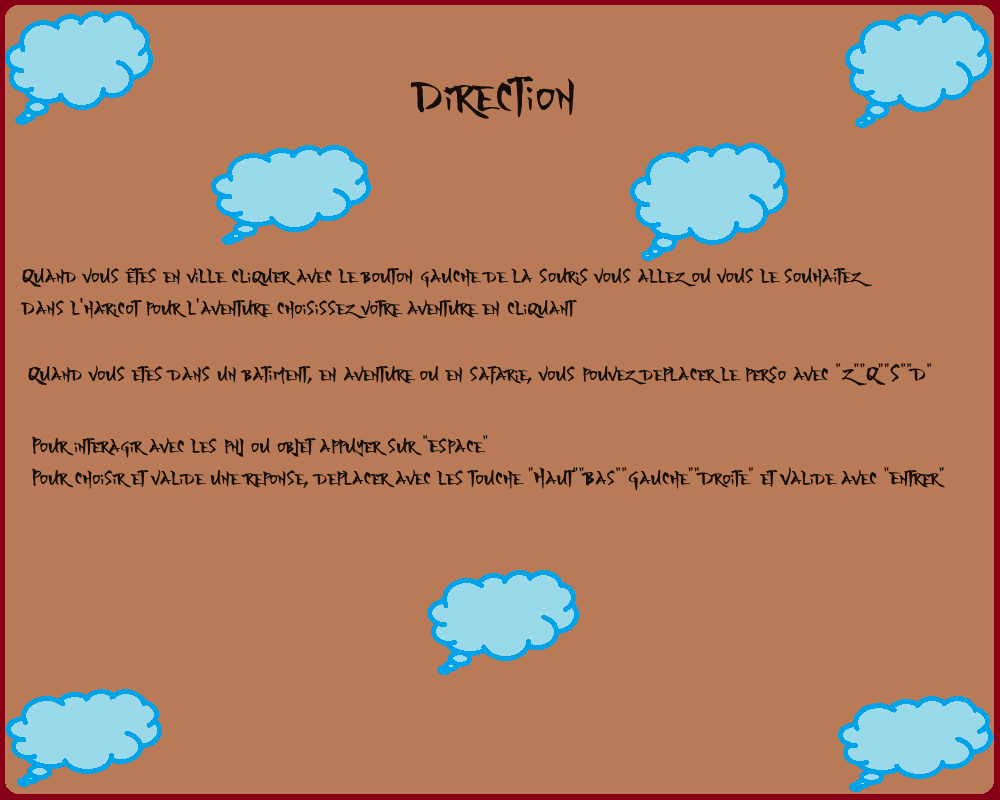 DIRECTION
QUAND VOUS ÊTES EN VILLE CLIQUER AVEC LE BOUTON GAUCHE DE LA SOURIS VOUS ALLEZ OU VOUS LE SOUHAITEZ
DANS L'HARICOT POUR L'AVENTURE CHOISISSEZ VOTRE AVENTURE EN CLIQUANT
QUAND VOUS ETES DANS UN BATIMENT, EN AVENTURE OU EN SAFARIE, VOUS POUVEZ DEPLACER LE PERSO AVEC "Z""Q""S""D"
POUR INTERAGIR AVEC LES PNJ OU OBJET APPUYER SUR "ESPACE"
POUR CHOISIR ET VALIDE UNE REPONSE, DEPLACER AVEC LES TOUCHE "HAUT""BAS""GAUCHE""DROITE" ET VALIDE AVEC "ENTRER"